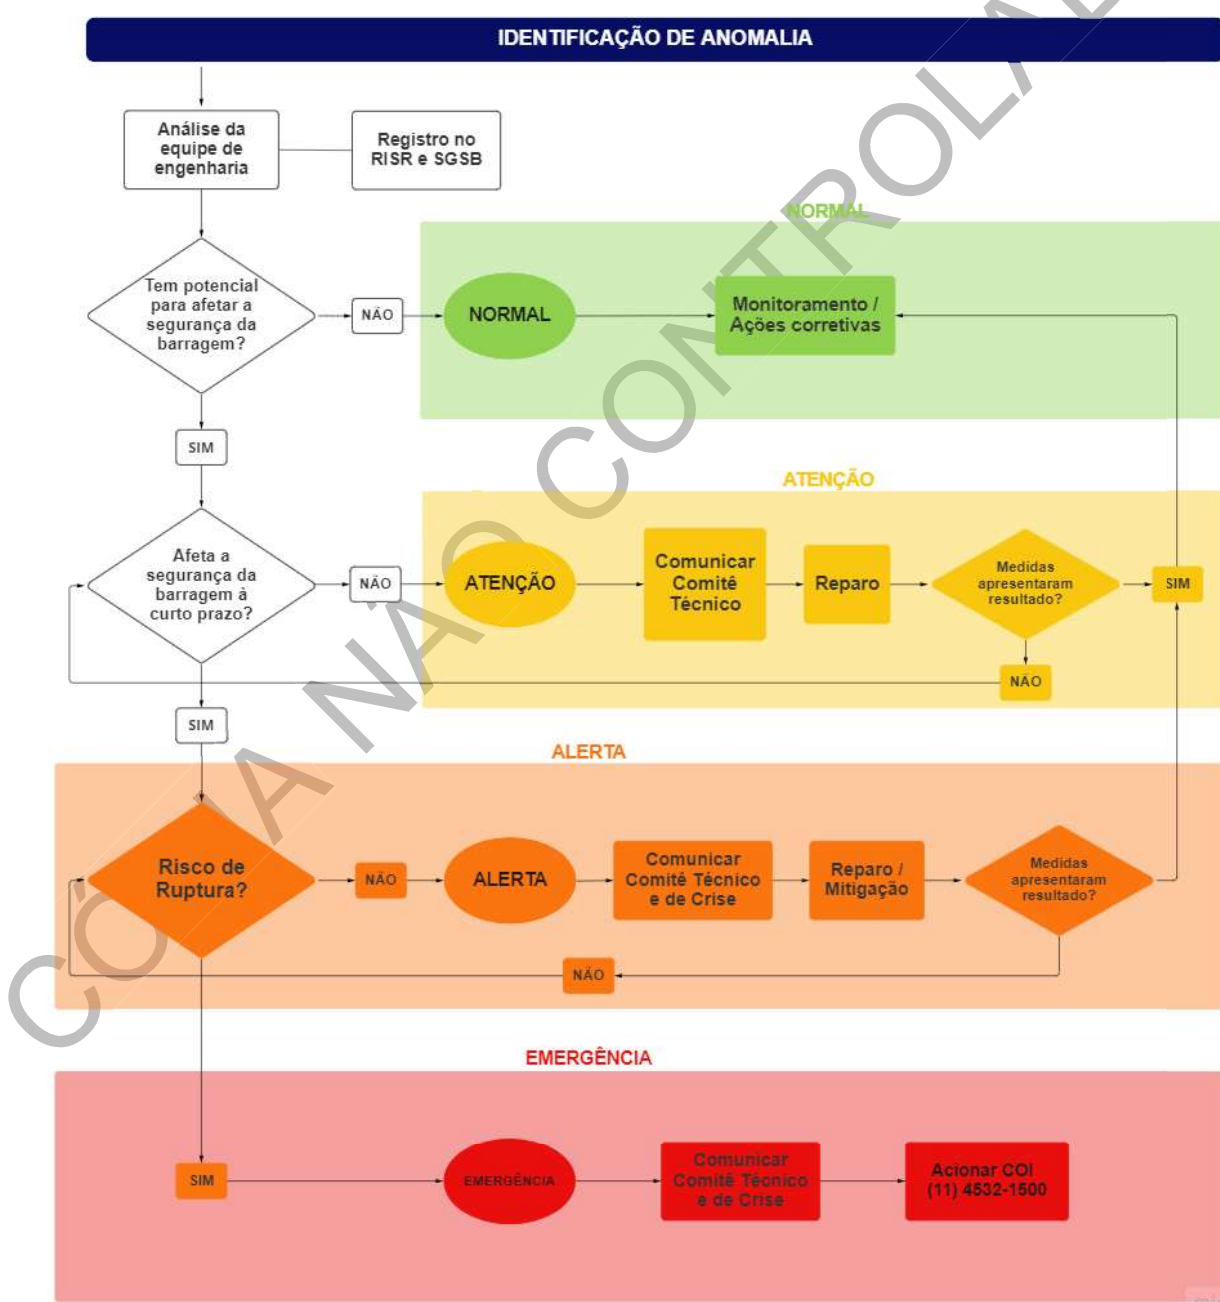 IDENTIFICAÇÃO DE ANOMALIA
Análise da
equipe de
engenharia
Registro no
RISR e SGSB
NORMAL
Tem potencial
para afetar a
segurança da
barragem?
NÃO
NORMAL
Monitoramento /
Ações corretivas
SIM
ATENÇÃO
Afeta a
segurança da
barragem à
curto prazo?
NÃO
ATENÇÃO
Comunicar
Comitê
Técnico
Reparo
Medidas
apresentaram
resultado?
SIM
NÃO
SIM
ALERTA
Risco de
Ruptura?
NÃO
ALERTA
Comunicar
Comitê Técnico
e de Crise
Reparo /
Mitigação
Medidas
apresentaram
resultado?
NÃO
EMERGÊNCIA
SIM
EMERGÊNCIA
Comunicar
Comitê Técnico
e de Crise
Acionar COI
(11) 4532-1500
CÓPIA NÃO